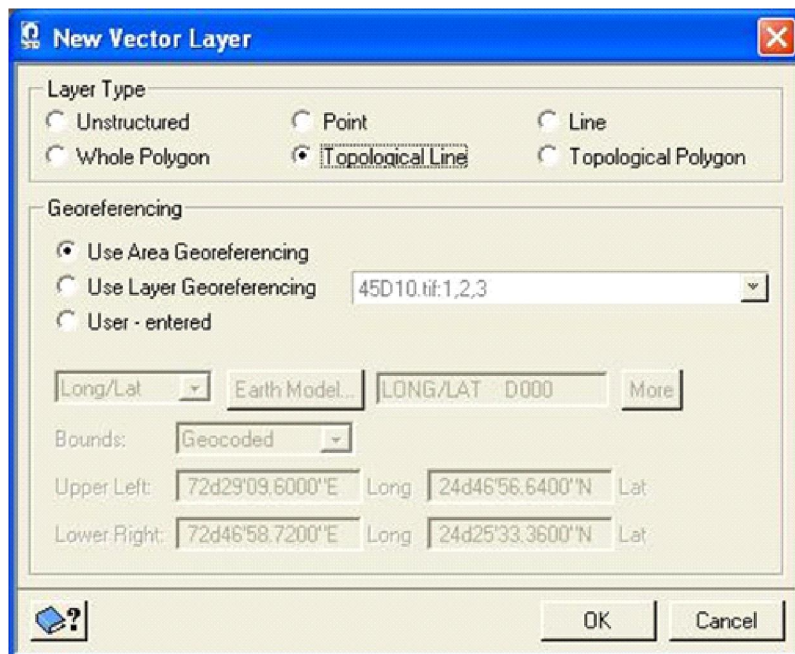 New Vector Layer
Layer Type
Unstructured Point Line
Whole Polygon Topological Line Topological Polygon
Georeferencing
Use Area Georeferencing
Use Layer Georeferencing 45D10.tif:1,2,3
User - entered
Long/Lat Earth Model... LONG/LAT D000 More
Bounds: Geocoded
Upper Left: 72d29'09.6000"E Long 24d46'56.6400"N Lat
Lower Right: 72d46'58.7200"E Long 24d25'33.3600"N Lat
? OK Cancel